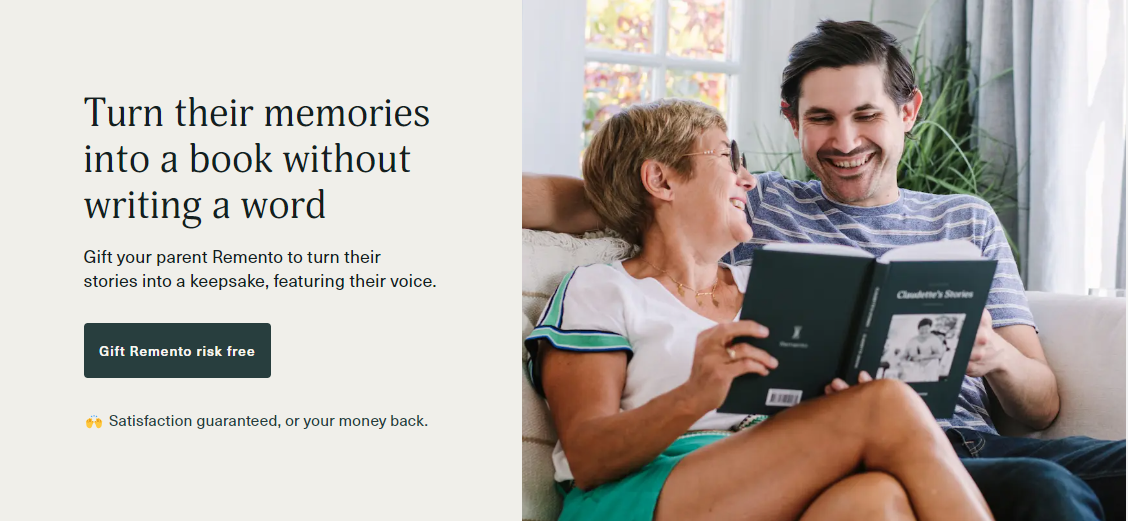 Turn their memories
into a book without
writing a word
Gift your parent Remento to turn their
stories into a keepsake, featuring their voice.
Gift Remento risk free
🙌 Satisfaction guaranteed, or your money back.
Claudette's Stories
Remento